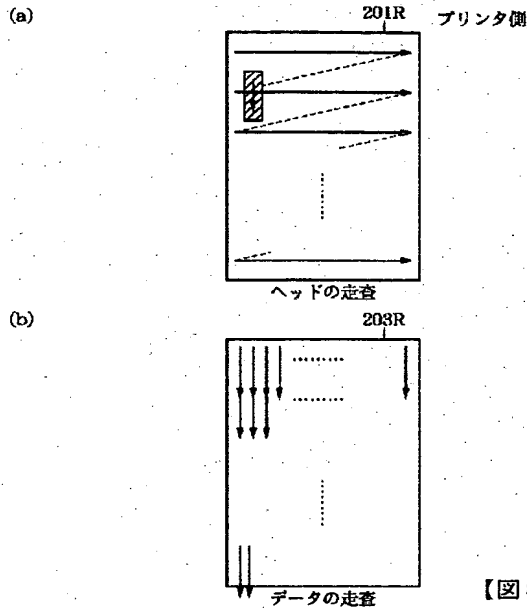 (a)
201R
プリンタ側
ヘッドの走査
(b)
203R
データの走査
【図